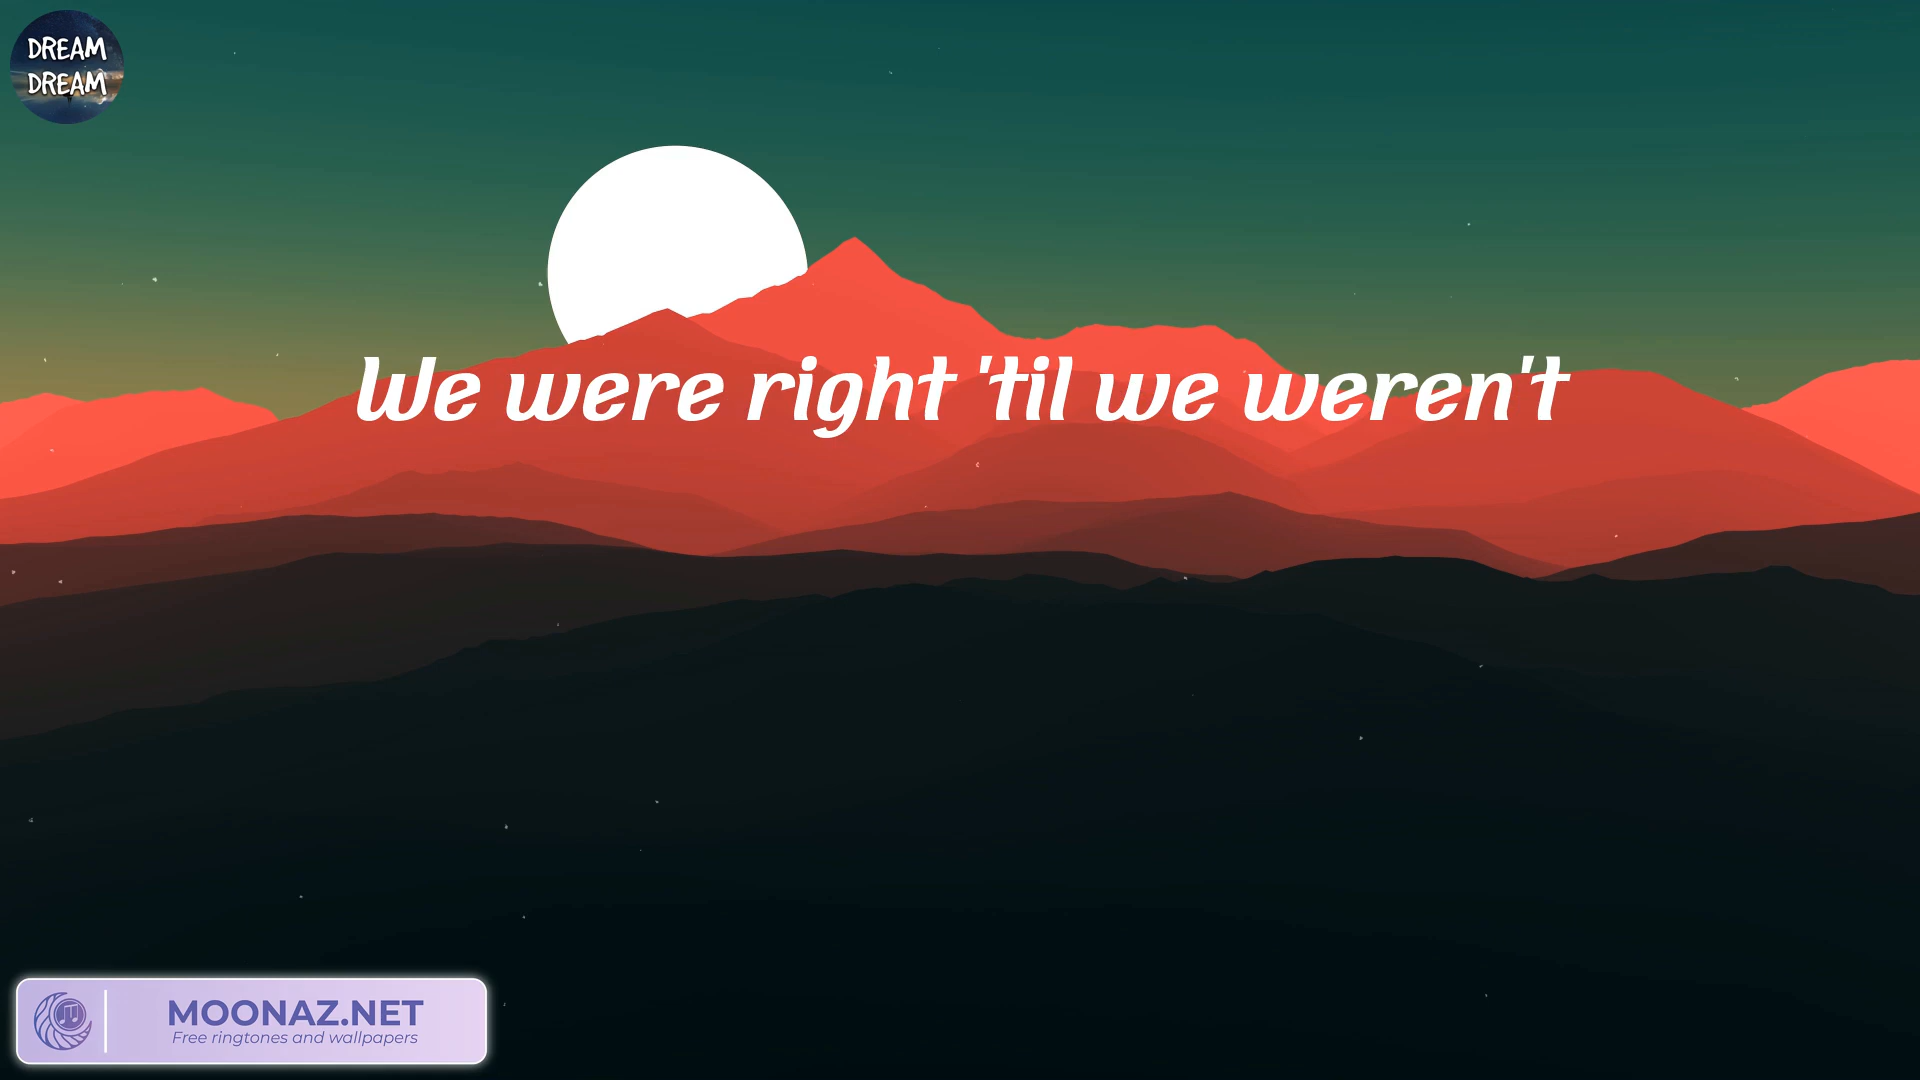 DREAM
DREAM
We were right 'til we weren't
MOONAZ.NET
Free ringtones and wallpapers